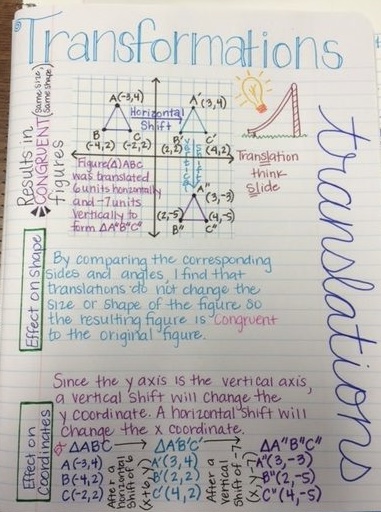 Transformations
translations
Results in
CONGRUENT (same size,
same shape)
figures
A(-3,4)
A' (3,4)
Horizontal
Shift
B
(-4,2)
C
(-2,2)
B'
(2,2)
C'
(4,2)
Vertical
Shift
A"
(3,-3)
(2,-5)
B"
(4,-5)
C"
Translation
think
slide
Figure(△)ABC
was translated
6 units horizontally
and -7 units
vertically to
form △A"B"C"
Effect on shape
By comparing the corresponding
sides and angles, I find that
translations do not change the
size or shape of the figure so
the resulting figure is congruent
to the original figure.
Effect on
coordinates
Since the y axis is the vertical axis,
a vertical shift will change the
y coordinate. A horizontal shift will
change the x coordinate.
△ABC → △A'B'C' → △A"B"C"
A(-3,4)
B(-4,2)
C(-2,2)
After a
horizontal
shift of 6
(x+6,y)
A'(3,4)
B'(2,2)
C'(4,2)
After a
vertical
shift of -7
(x,y-7)
A"(3,-3)
B"(2,-5)
C"(4,-5)